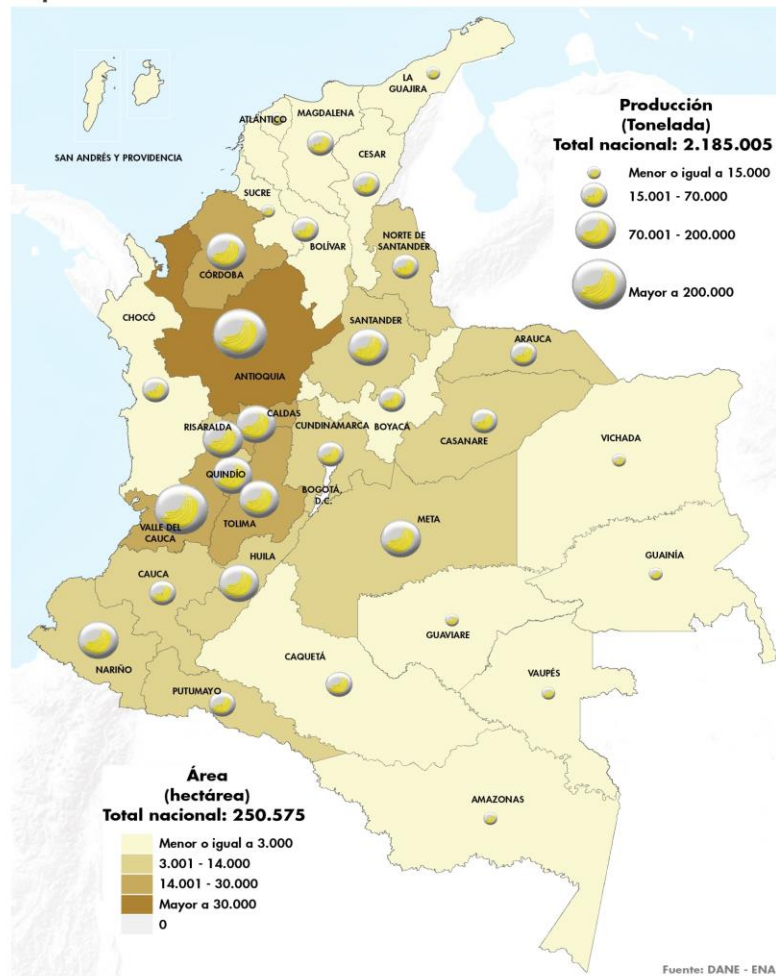 LA
GUAJIRA
ATLÁNTICO
MAGDALENA
CESAR
SAN ANDRÉS Y PROVIDENCIA
SUCRE
BOLÍVAR
NORTE DE
SANTANDER
CÓRDOBA
CHOCÓ
ANTIOQUIA
SANTANDER
ARAUCA
BOYACÁ
CASANARE
VICHADA
RISARALDA
CALDAS
CUNDINAMARCA
QUINDÍO
BOGOTÁ,
D.C.
VALLE DEL
CAUCA
TOLIMA
META
GUAINÍA
CAUCA
HUILA
GUAVIARE
NARIÑO
CAQUETÁ
VAUPÉS
PUTUMAYO
AMAZONAS
Producción
(Tonelada)
Total nacional: 2.185.005
Menor o igual a 15.000
15.001 - 70.000
70.001 - 200.000
Mayor a 200.000
Área
(hectárea)
Total nacional: 250.575
Menor o igual a 3.000
3.001 - 14.000
14.001 - 30.000
Mayor a 30.000
0
Fuente: DANE - ENA